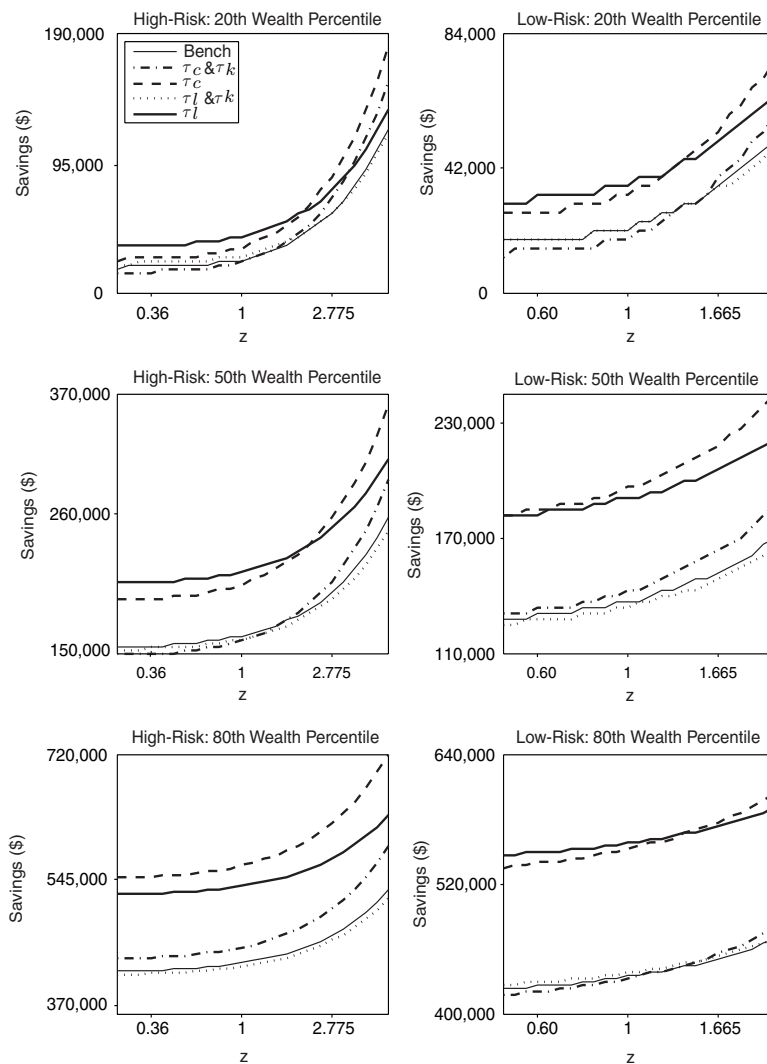 High-Risk: 20th Wealth Percentile
190,000
95,000
0
Savings ($)
0.36 1 2.775
z
Bench
τc &τk
τc
τl &τk
τl
Low-Risk: 20th Wealth Percentile
84,000
42,000
0
Savings ($)
0.60 1 1.665
z
High-Risk: 50th Wealth Percentile
370,000
260,000
150,000
Savings ($)
0.36 1 2.775
z
Low-Risk: 50th Wealth Percentile
230,000
170,000
110,000
Savings ($)
0.60 1 1.665
z
High-Risk: 80th Wealth Percentile
720,000
545,000
370,000
Savings ($)
0.36 1 2.775
z
Low-Risk: 80th Wealth Percentile
640,000
520,000
400,000
Savings ($)
0.60 1 1.665
z